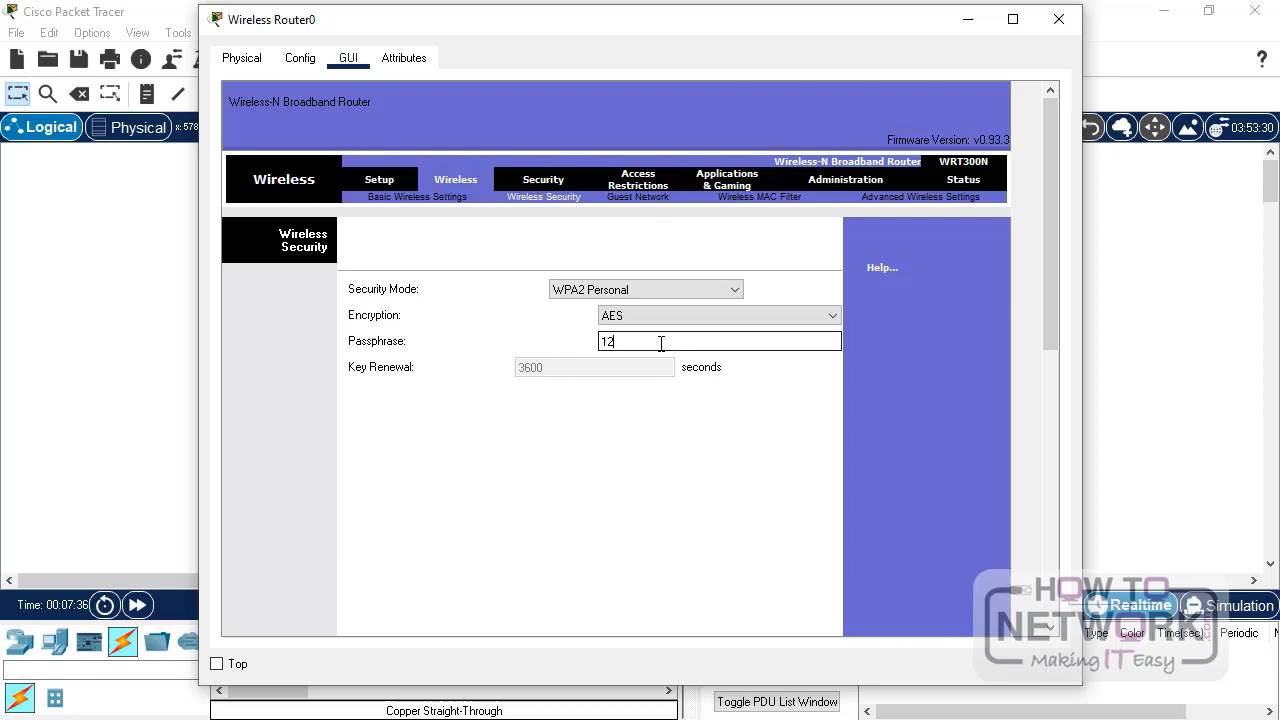 Cisco Packet Tracer
File Edit Options View Tools
Wireless Router0
Physical Config GUI Attributes
Logical Physical x: 578
03:53:30
Wireless-N Broadband Router
Firmware Version: v0.93.3
Wireless-N Broadband Router WRT300N
Wireless Setup Wireless Security Access Restrictions Applications & Gaming Administration Status
Basic Wireless Settings Wireless Security Guest Network Wireless MAC Filter Advanced Wireless Settings
Wireless
Security
Help...
Security Mode: WPA2 Personal
Encryption: AES
Passphrase: 12
Key Renewal: 3600 seconds
Time: 00:07:36
Realtime Simulation
Type Color Time(sec) Periodic
HOW TO
NETWORK.com
Making IT Easy
Top
Toggle PDU List Window
Copper Straight-Through